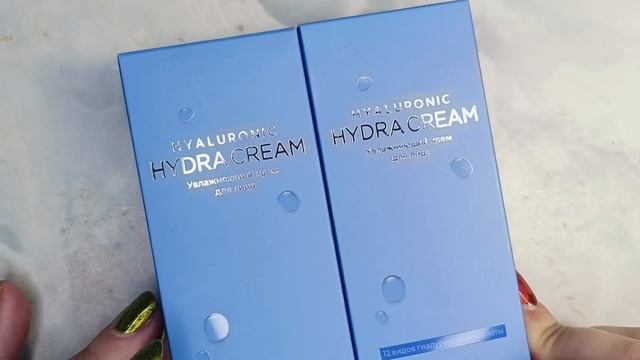 HYALURONIC
HYDRA CREAM
Увлажняющий крем
для лица
HYALURONIC
HYDRA CREAM
Увлажняющий крем
для лица
12 видов гиалуроновой кислоты